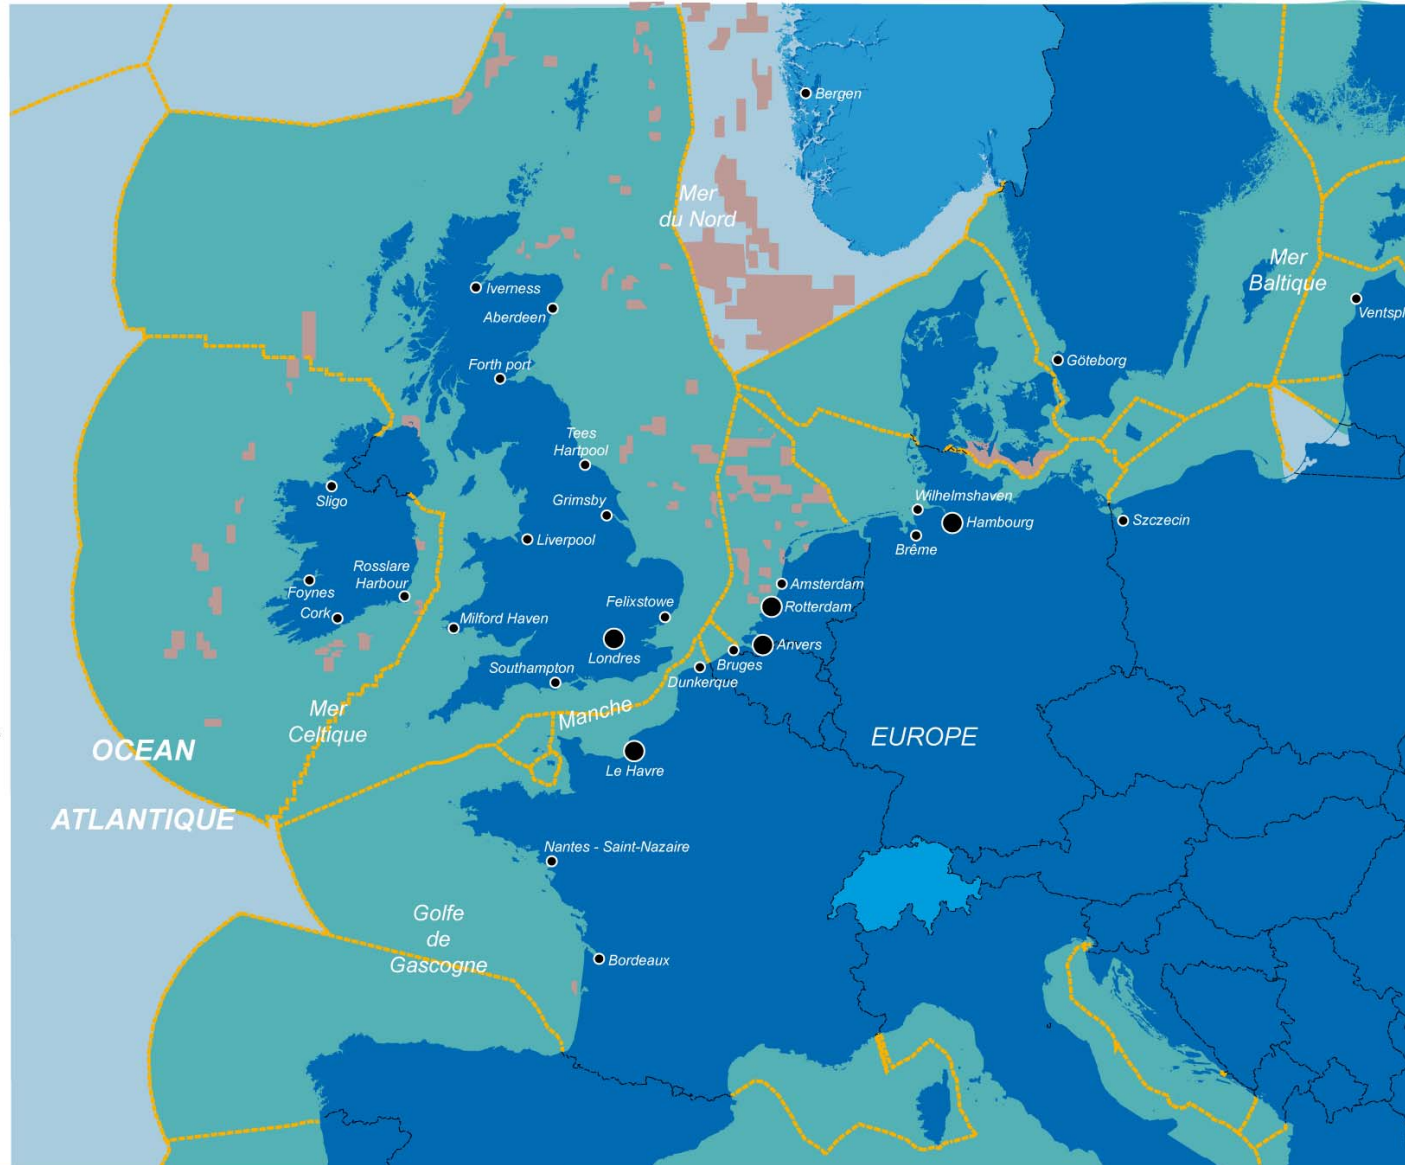 Bergen
Mer
du Nord
Mer
Baltique
Iverness
Aberdeen
Ventspl
Forth port
Göteborg
Tees
Hartpool
Sligo
Grimsby
Wilhelmshaven
Hambourg
Szczecin
Liverpool
Brême
Rosslare
Harbour
Foynes
Amsterdam
Cork
Felixstowe
Rotterdam
Milford Haven
Londres
Anvers
Bruges
Southampton
Dunkerque
Mer
Celtique
Manche
OCEAN
ATLANTIQUE
EUROPE
Le Havre
Nantes - Saint-Nazaire
Golfe
de
Gascogne
Bordeaux